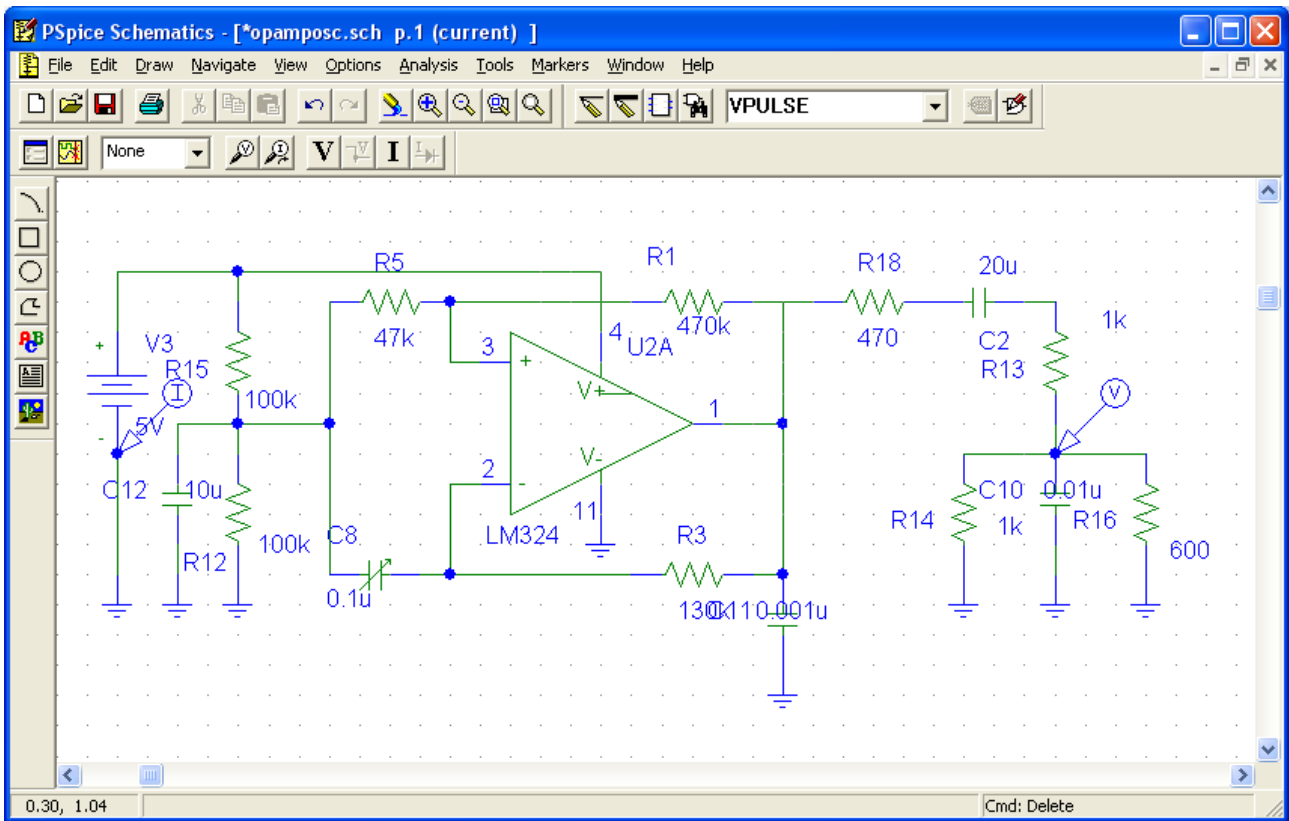 PSpice Schematics - [*opamposc.sch p.1 (current) ]
File Edit Draw Navigate View Options Analysis Tools Markers Window Help
VPULSE
None V V I
ABC
R5 R1 R18 20u
47k 470k 470 C2 1k
+ V3 3 + 4 U2A R13
R15 I V+ V
100k 1
- 5V V-
2 -
C12 10u 11 C10 0.01u
R14 1k R16
100k C8 LM324 R3 600
R12
0.1u 130k C11 0.001u
0.30, 1.04 Cmd: Delete